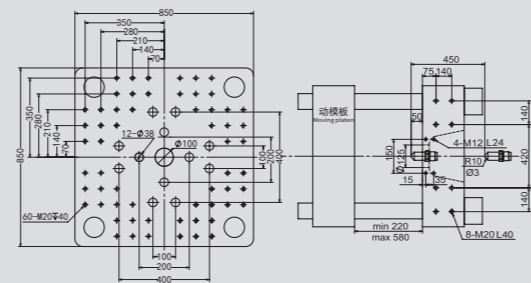 850
350
280
210
140
70
850
350
280
210
140
70
12-Ø38
Ø100
100
200
400
60-M20↧40
100
200
400
450
75
140
50
动模板
Moving platen
150
Ø125
4-M12 L24
R10
Ø3
15
35
140
420
140
min 220
max 580
8-M20 L40